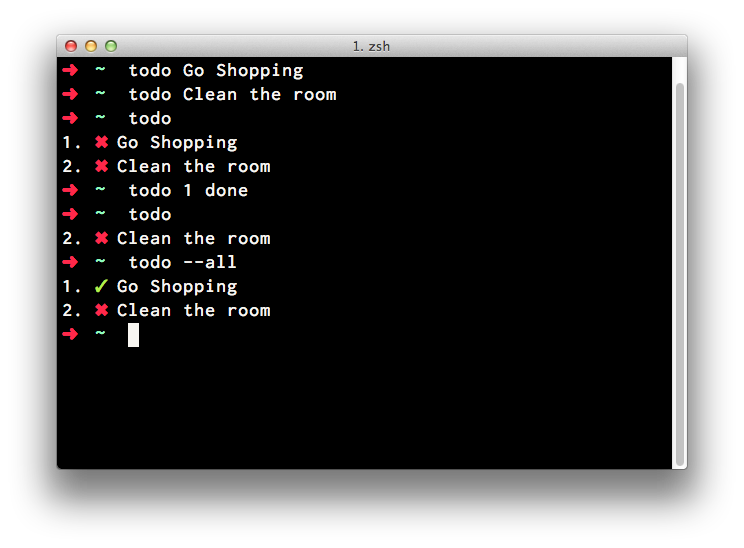 1. zsh
➜ ~ todo Go Shopping
➜ ~ todo Clean the room
➜ ~ todo
1. ✖ Go Shopping
2. ✖ Clean the room
➜ ~ todo 1 done
➜ ~ todo
2. ✖ Clean the room
➜ ~ todo --all
1. ✓ Go Shopping
2. ✖ Clean the room
➜ ~